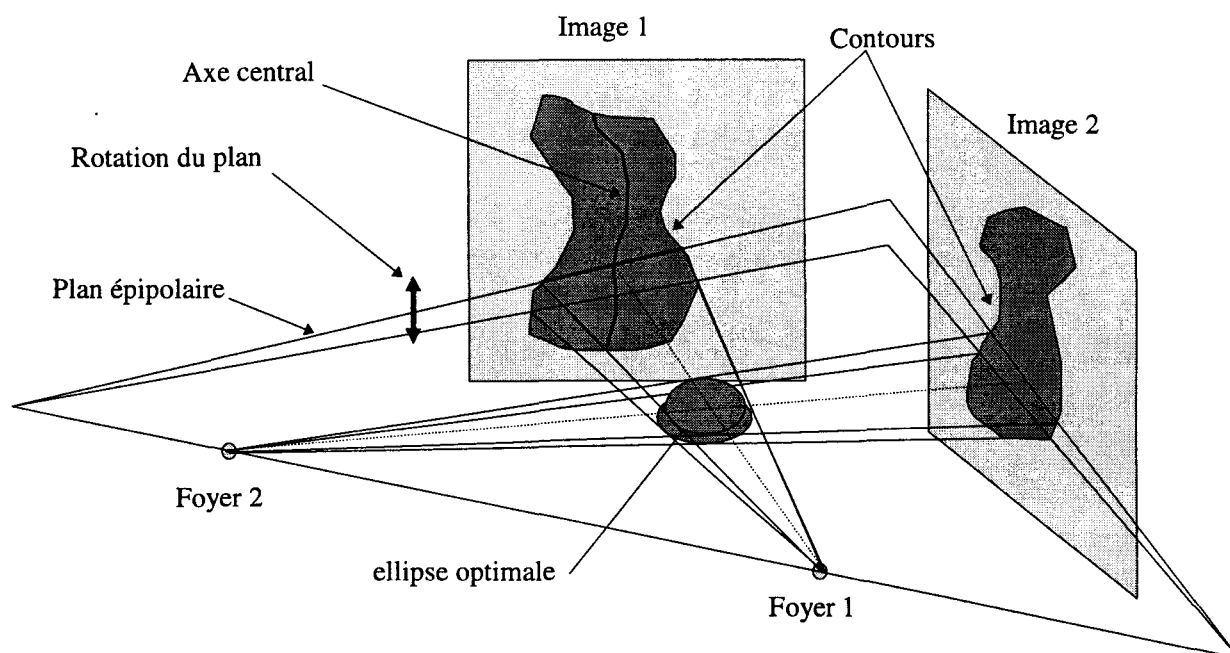 Image 1
Contours
Axe central
Image 2
Rotation du plan
Plan épipolaire
Foyer 2
ellipse optimale
Foyer 1